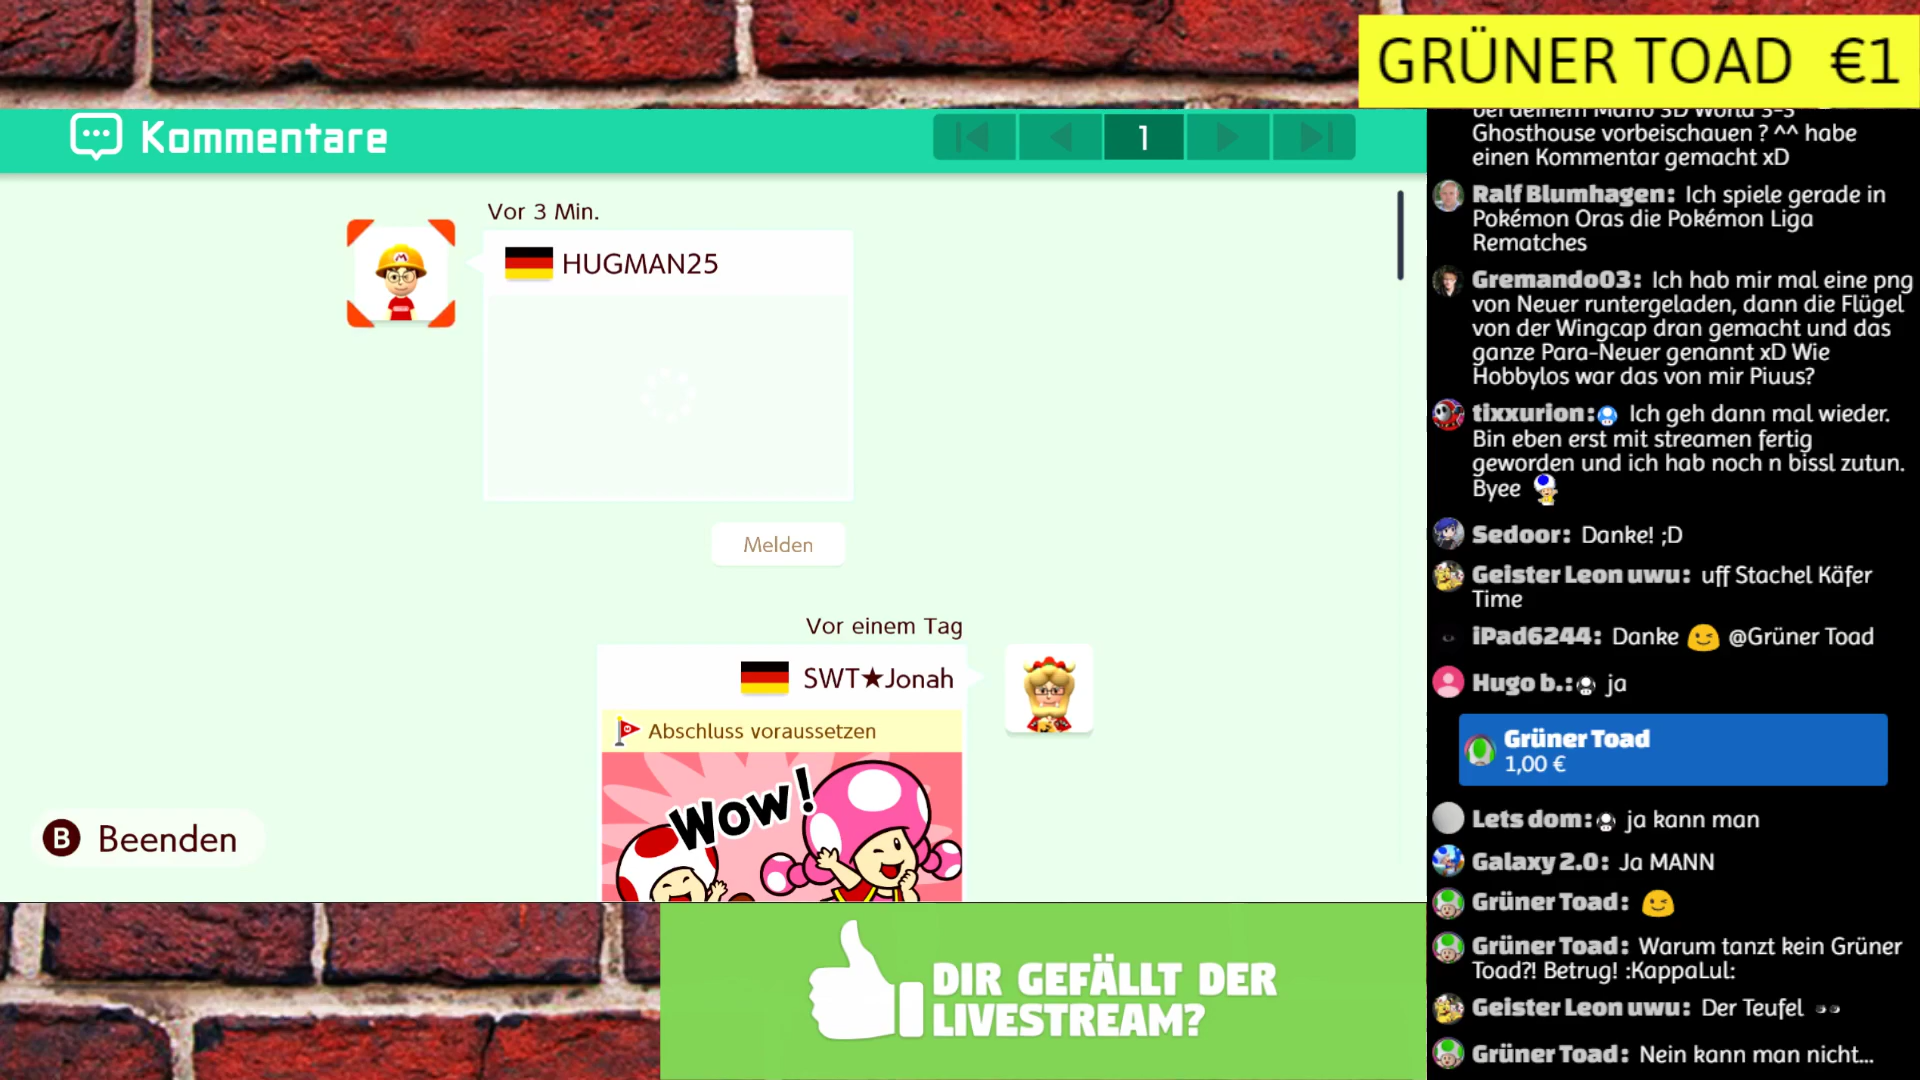 GRÜNER TOAD €1
Kommentare
1
Vor 3 Min.
HUGMAN25
Melden
Vor einem Tag
SWT★Jonah
Abschluss voraussetzen
Wow!
B Beenden
DIR GEFÄLLT DER
LIVESTREAM?
bei deinem Mario 3D World 3-3
Ghosthouse vorbeischauen ? ^^ habe
einen Kommentar gemacht xD
Ralf Blumhagen: Ich spiele gerade in
Pokémon Oras die Pokémon Liga
Rematches
Gremando03: Ich hab mir mal eine png
von Neuer runtergeladen, dann die Flügel
von der Wingcap dran gemacht und das
ganze Para-Neuer genannt xD Wie
Hobbylos war das von mir Piuus?
tixxurion: Ich geh dann mal wieder.
Bin eben erst mit streamen fertig
geworden und ich hab noch n bissl zutun.
Byee
Sedoor: Danke! ;D
Geister Leon uwu: uff Stachel Käfer
Time
iPad6244: Danke 😉 @Grüner Toad
Hugo b.: ja
Grüner Toad
1,00 €
Lets dom: ja kann man
Galaxy 2.0: Ja MANN
Grüner Toad: 😉
Grüner Toad: Warum tanzt kein Grüner
Toad?! Betrug! :KappaLul:
Geister Leon uwu: Der Teufel
Grüner Toad: Nein kann man nicht...